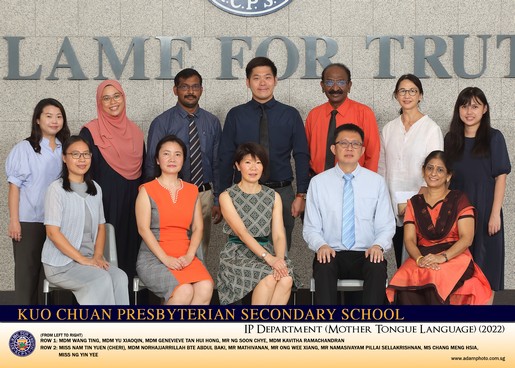 C.P.S.
LAME FOR TRUT
KUO CHUAN PRESBYTERIAN SECONDARY SCHOOL
IP DEPARTMENT (MOTHER TONGUE LANGUAGE) (2022)
(FROM LEFT TO RIGHT)
ROW 1: MDM WANG TING, MDM YU XIAOQIN, MDM GENEVIEVE TAN HUI HONG, MR NG SOON CHYE, MDM KAVITHA RAMACHANDRAN
ROW 2: MISS NAM TIN YUEN (CHERI), MDM NORHAJJARRILLAH BTE ABDUL BAKI, MR MATHIVANAN, MR ONG WEE XIANG, MR NAMASIVAYAM PILLAI SELLAKRISHNAN, MS CHANG MENG HSIA,
MISS NG YIN YEE
www.adamphoto.com.sg